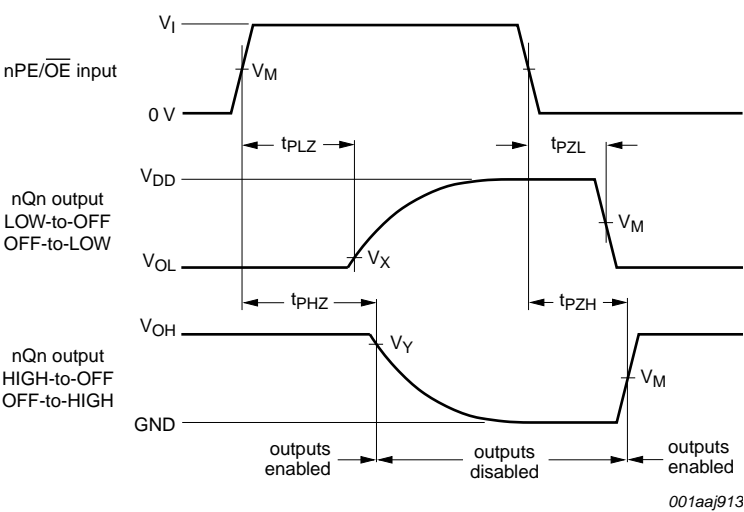 V_I
nPE/O̅E̅ input
V_M
0 V
t_PLZ
t_PZL
V_DD
nQn output
LOW-to-OFF
OFF-to-LOW
V_M
V_OL
V_X
t_PHZ
t_PZH
V_OH
V_Y
nQn output
HIGH-to-OFF
OFF-to-HIGH
V_M
GND
outputs
enabled
outputs
disabled
outputs
enabled
001aaj913